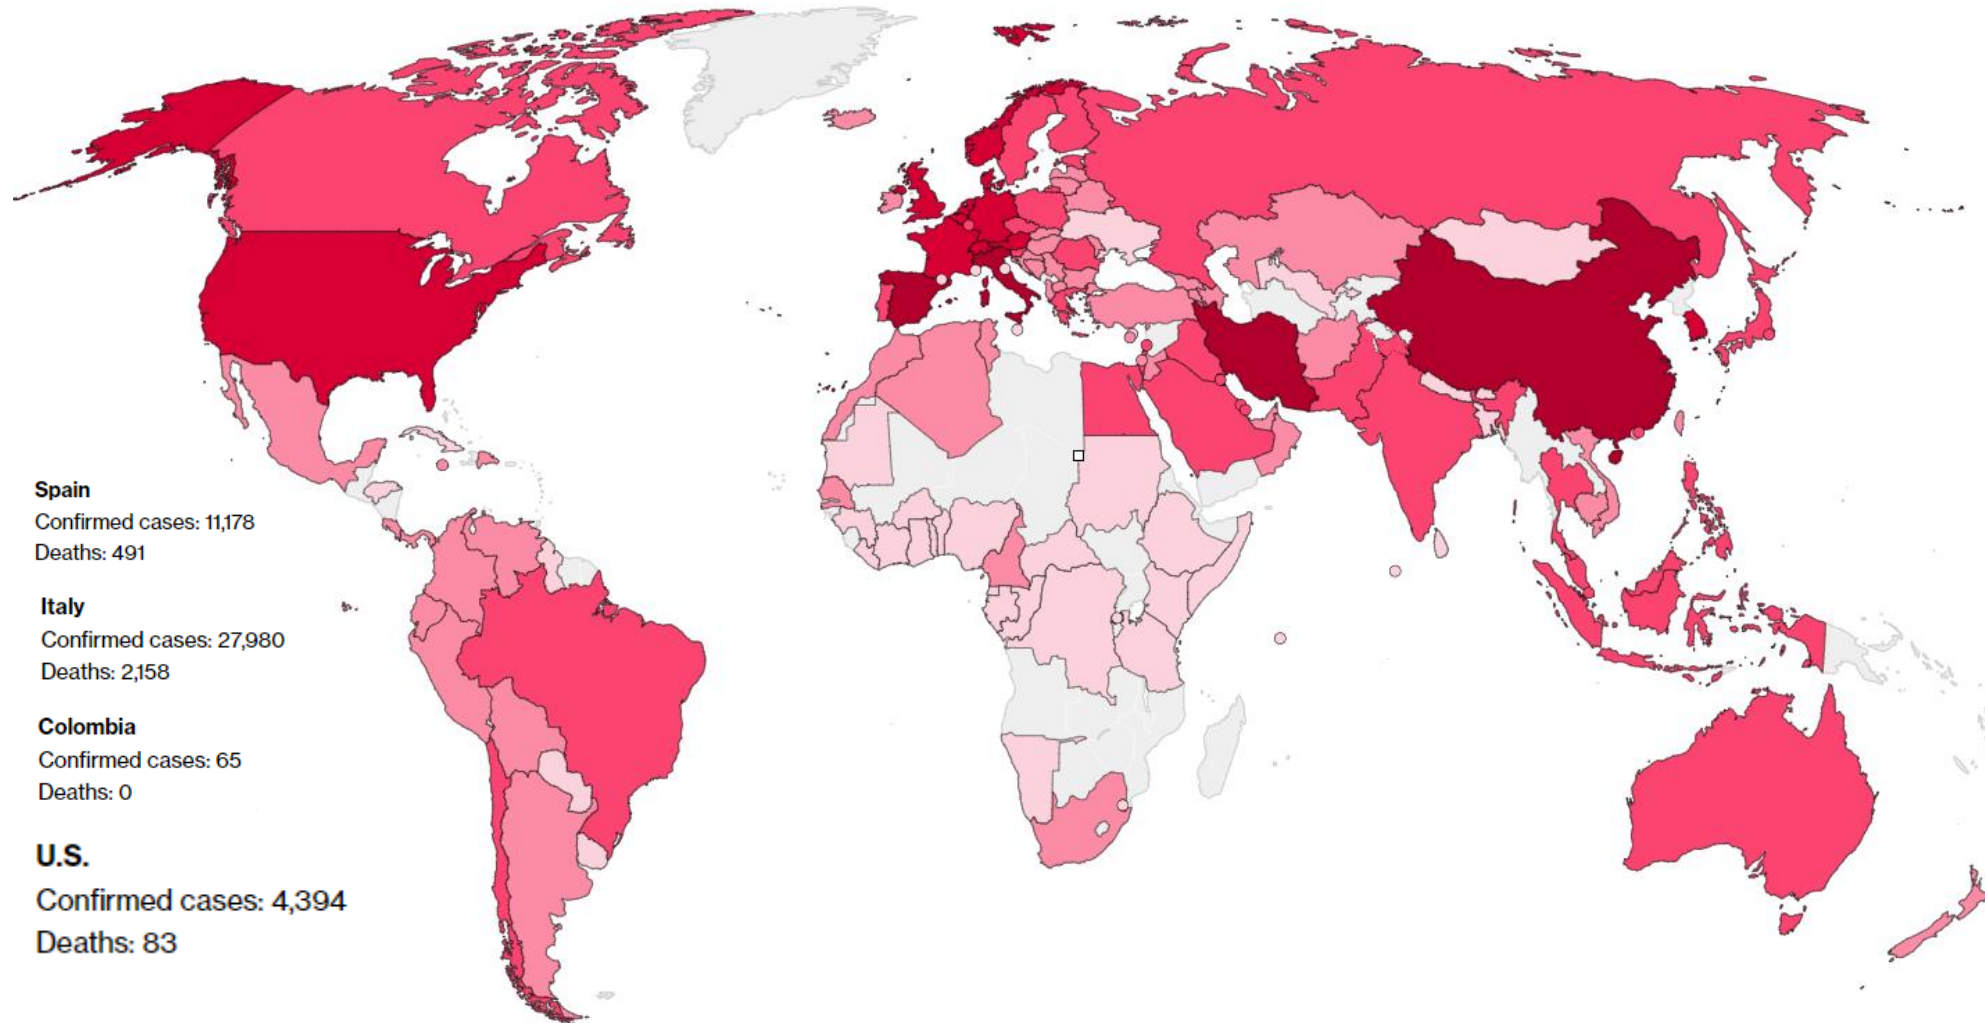 Spain
Confirmed cases: 11,178
Deaths: 491
Italy
Confirmed cases: 27,980
Deaths: 2,158
Colombia
Confirmed cases: 65
Deaths: 0
U.S.
Confirmed cases: 4,394
Deaths: 83